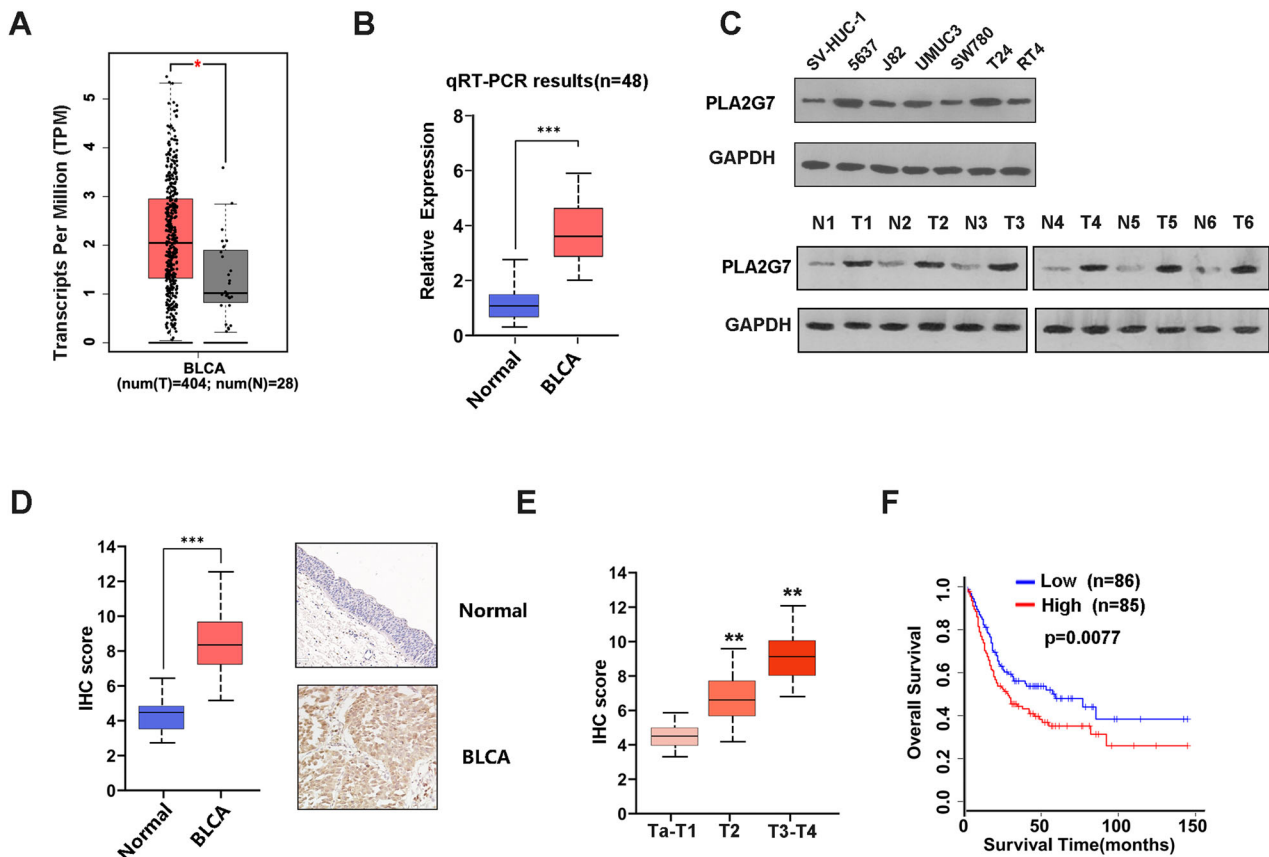 A
Transcripts Per Million (TPM)
5
4
3
2
1
0
*
BLCA
(num(T)=404; num(N)=28)
B
qRT-PCR results(n=48)
Relative Expression
8
6
4
2
0
***
Normal
BLCA
C
SV-HUC-1 5637 J82 UMUC3 SW780 T24 RT4
PLA2G7
GAPDH
N1 T1 N2 T2 N3 T3 N4 T4 N5 T5 N6 T6
PLA2G7
GAPDH
D
IHC score
14
12
10
8
6
4
2
0
***
Normal
BLCA
Normal
BLCA
E
IHC score
14
12
10
8
6
4
2
0
**
**
Ta-T1 T2 T3-T4
F
Overall Survival
1.0
0.8
0.6
0.4
0.2
0.0
Low (n=86)
High (n=85)
p=0.0077
0 50 100 150
Survival Time(months)